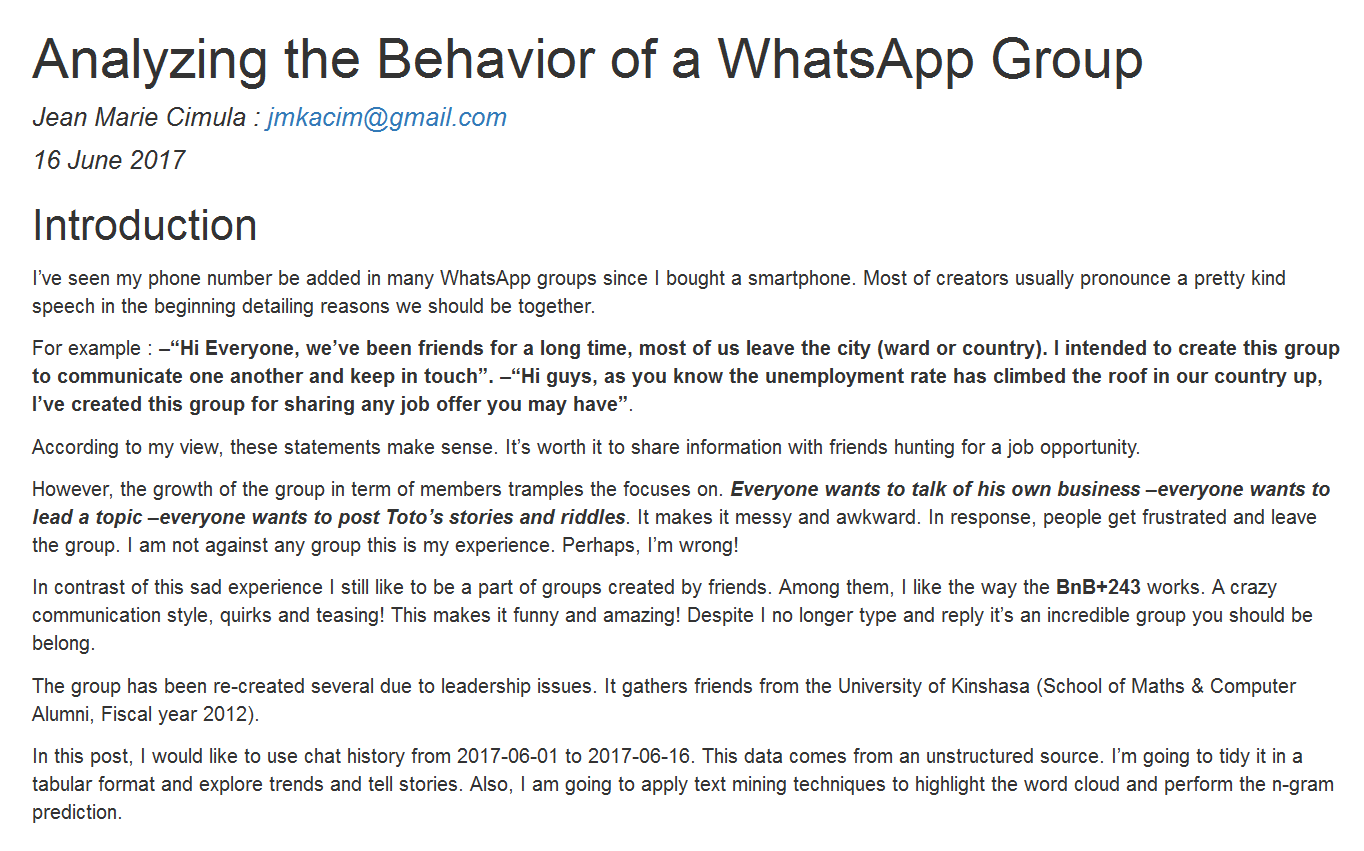 Analyzing the Behavior of a WhatsApp Group
Jean Marie Cimula : jmkacim@gmail.com
16 June 2017
Introduction
I’ve seen my phone number be added in many WhatsApp groups since I bought a smartphone. Most of creators usually pronounce a pretty kind
speech in the beginning detailing reasons we should be together.
For example : –“Hi Everyone, we’ve been friends for a long time, most of us leave the city (ward or country). I intended to create this group
to communicate one another and keep in touch”. –“Hi guys, as you know the unemployment rate has climbed the roof in our country up,
I’ve created this group for sharing any job offer you may have”.
According to my view, these statements make sense. It’s worth it to share information with friends hunting for a job opportunity.
However, the growth of the group in term of members tramples the focuses on. Everyone wants to talk of his own business –everyone wants to
lead a topic –everyone wants to post Toto’s stories and riddles. It makes it messy and awkward. In response, people get frustrated and leave
the group. I am not against any group this is my experience. Perhaps, I’m wrong!
In contrast of this sad experience I still like to be a part of groups created by friends. Among them, I like the way the BnB+243 works. A crazy
communication style, quirks and teasing! This makes it funny and amazing! Despite I no longer type and reply it’s an incredible group you should be
belong.
The group has been re-created several due to leadership issues. It gathers friends from the University of Kinshasa (School of Maths & Computer
Alumni, Fiscal year 2012).
In this post, I would like to use chat history from 2017-06-01 to 2017-06-16. This data comes from an unstructured source. I’m going to tidy it in a
tabular format and explore trends and tell stories. Also, I am going to apply text mining techniques to highlight the word cloud and perform the n-gram
prediction.